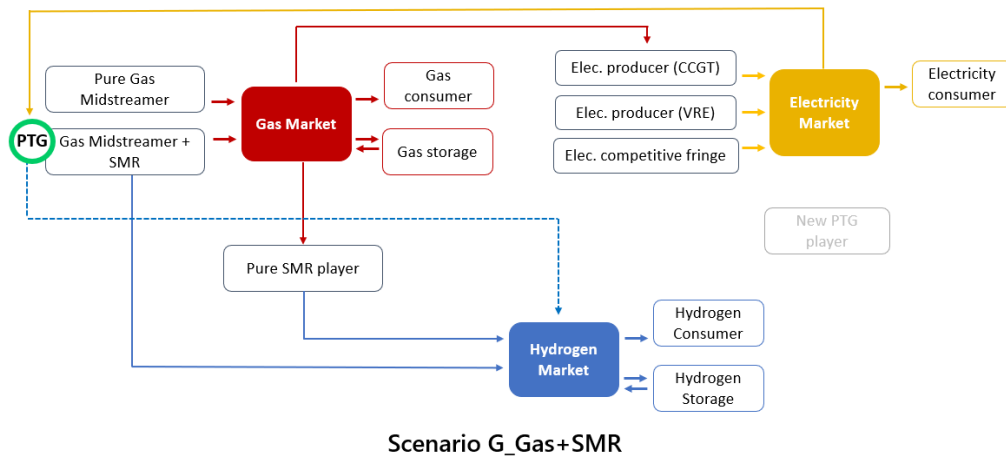 Pure Gas
Midstreamer
PTG
Gas Midstreamer +
SMR
Gas Market
Gas
consumer
Gas storage
Elec. producer (CCGT)
Elec. producer (VRE)
Elec. competitive fringe
Electricity
Market
Electricity
consumer
New PTG
player
Pure SMR player
Hydrogen
Market
Hydrogen
Consumer
Hydrogen
Storage
Scenario G_Gas+SMR